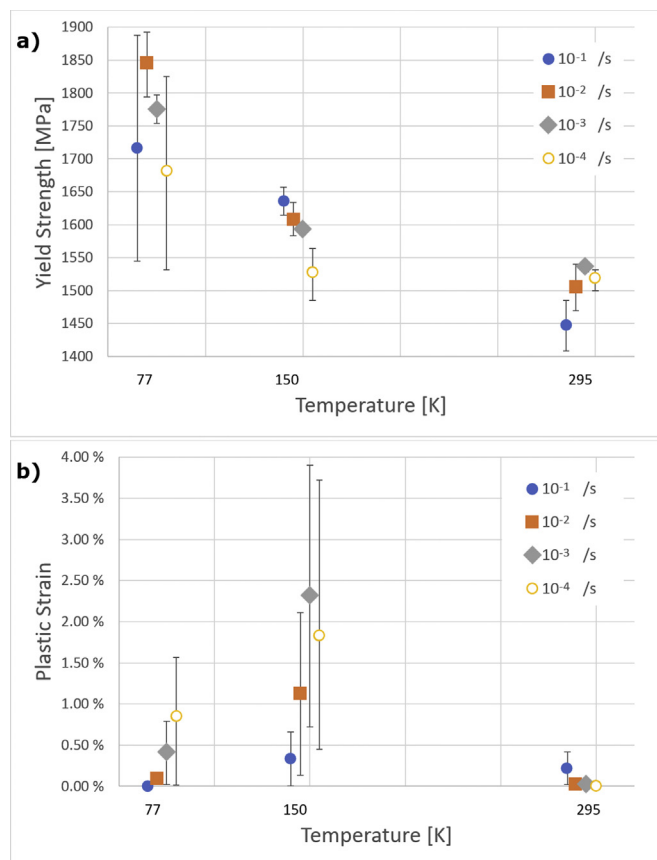 a)
Yield Strength [MPa]
1900
1850
1800
1750
1700
1650
1600
1550
1500
1450
1400
10⁻¹ /s
10⁻² /s
10⁻³ /s
10⁻⁴ /s
77 150 295
Temperature [K]
b)
Plastic Strain
4.00 %
3.50 %
3.00 %
2.50 %
2.00 %
1.50 %
1.00 %
0.50 %
0.00 %
10⁻¹ /s
10⁻² /s
10⁻³ /s
10⁻⁴ /s
77 150 295
Temperature [K]